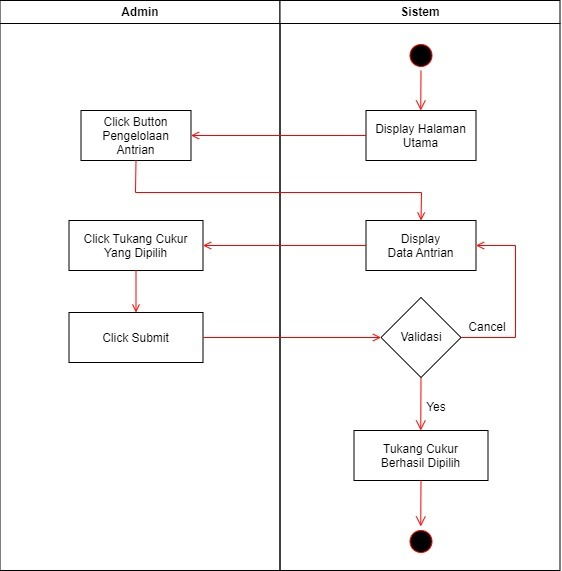 Admin
Sistem
Display Halaman
Utama
Click Button
Pengelolaan
Antrian
Display
Data Antrian
Click Tukang Cukur
Yang Dipilih
Click Submit
Validasi
Cancel
Yes
Tukang Cukur
Berhasil Dipilih